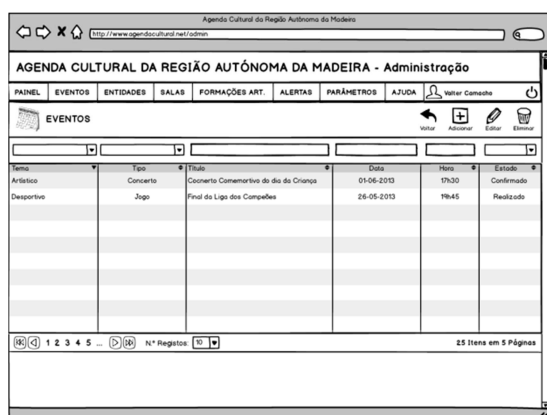 Agenda Cultural da Região Autónoma da Madeira
http://www.agendacultural.net/admin
AGENDA CULTURAL DA REGIÃO AUTÓNOMA DA MADEIRA - Administração
PAINEL EVENTOS ENTIDADES SALAS FORMAÇÕES ART. ALERTAS PARÂMETROS AJUDA Valter Camacho
EVENTOS
Voltar Adicionar Editar Eliminar
Tema Tipo Título Data Hora Estado
Artístico Concerto Cocnerto Comemortivo do dia da Criança 01-06-2013 17h30 Confirmado
Desportivo Jogo Final da Liga dos Campeões 26-05-2013 19h45 Realizado
1 2 3 4 5 ... N.º Registos: 10 25 Itens em 5 Páginas